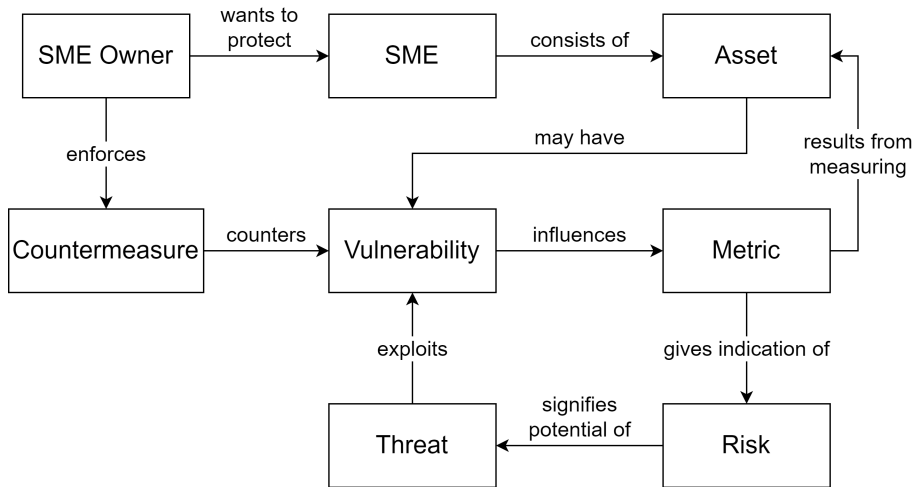 wants to
protect
SME Owner
SME
consists of
Asset
enforces
may have
results from
measuring
Countermeasure
counters
Vulnerability
influences
Metric
exploits
gives indication of
Threat
signifies
potential of
Risk